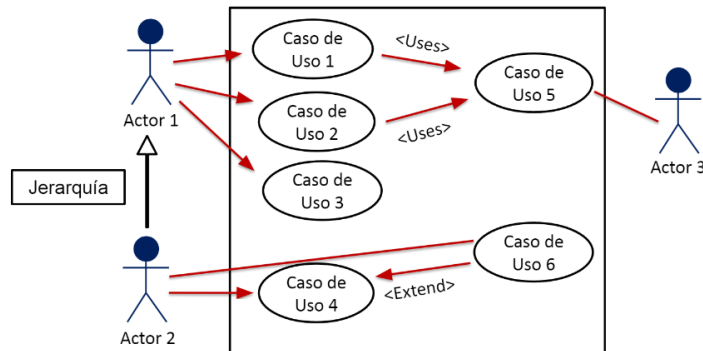 Caso de
Uso 1
<Uses>
Caso de
Uso 5
Actor 1
Caso de
Uso 2
<Uses>
Actor 3
Jerarquía
Caso de
Uso 3
Caso de
Uso 6
Caso de
Uso 4
<Extend>
Actor 2